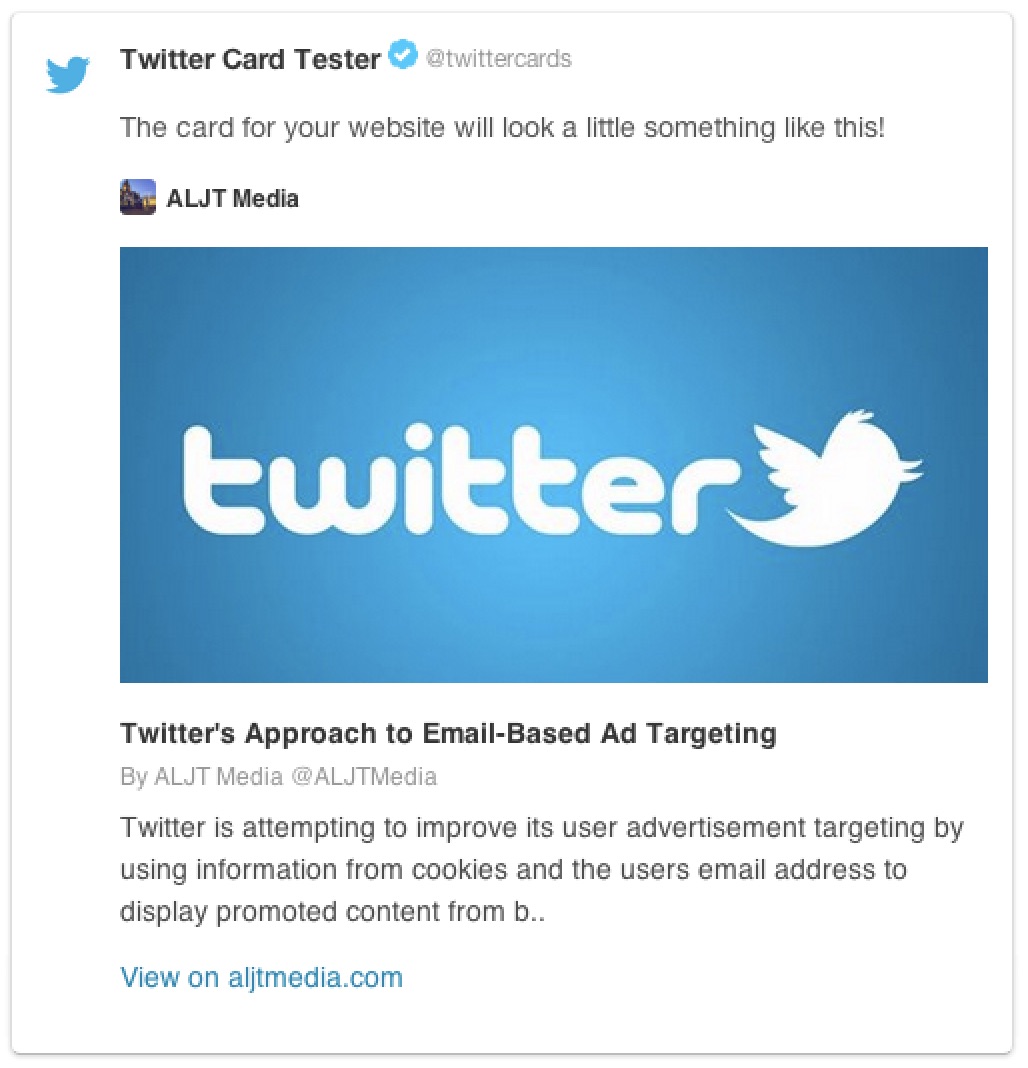 Twitter Card Tester @twittercards
The card for your website will look a little something like this!
ALJT Media
twitter
Twitter's Approach to Email-Based Ad Targeting
By ALJT Media @ALJTMedia
Twitter is attempting to improve its user advertisement targeting by
using information from cookies and the users email address to
display promoted content from b..
View on aljtmedia.com